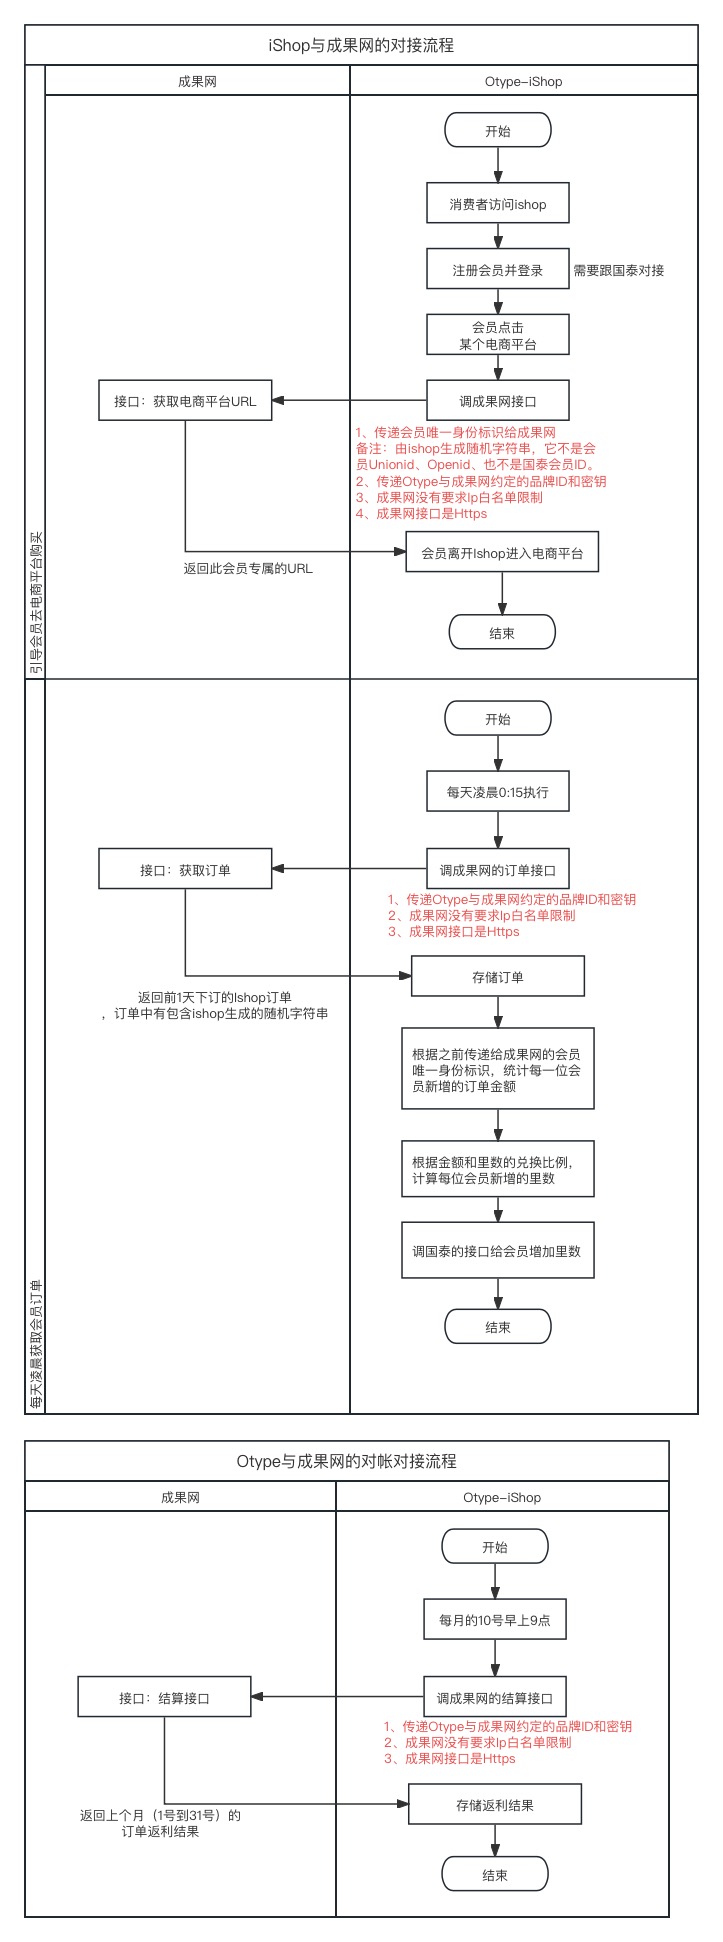 iShop与成果网的对接流程
成果网
Otype-iShop
引导会员去电商平台购买
开始
消费者访问ishop
注册会员并登录
需要跟国泰对接
会员点击
某个电商平台
接口：获取电商平台URL
调成果网接口
1、传递会员唯一身份标识给成果网
备注：由ishop生成随机字符串，它不是会
员Unionid、Openid、也不是国泰会员ID。
2、传递Otype与成果网约定的品牌ID和密钥
3、成果网没有要求Ip白名单限制
4、成果网接口是Https
会员离开Ishop进入电商平台
返回此会员专属的URL
结束
每天凌晨获取会员订单
开始
每天凌晨0:15执行
接口：获取订单
调成果网的订单接口
1、传递Otype与成果网约定的品牌ID和密钥
2、成果网没有要求Ip白名单限制
3、成果网接口是Https
存储订单
返回前1天下订的Ishop订单
，订单中有包含ishop生成的随机字符串
根据之前传递给成果网的会员
唯一身份标识，统计每一位会
员新增的订单金额
根据金额和里数的兑换比例，
计算每位会员新增的里数
调国泰的接口给会员增加里数
结束
Otype与成果网的对帐对接流程
成果网
Otype-iShop
开始
每月的10号早上9点
接口：结算接口
调成果网的结算接口
1、传递Otype与成果网约定的品牌ID和密钥
2、成果网没有要求Ip白名单限制
3、成果网接口是Https
存储返利结果
返回上个月（1号到31号）的
订单返利结果
结束